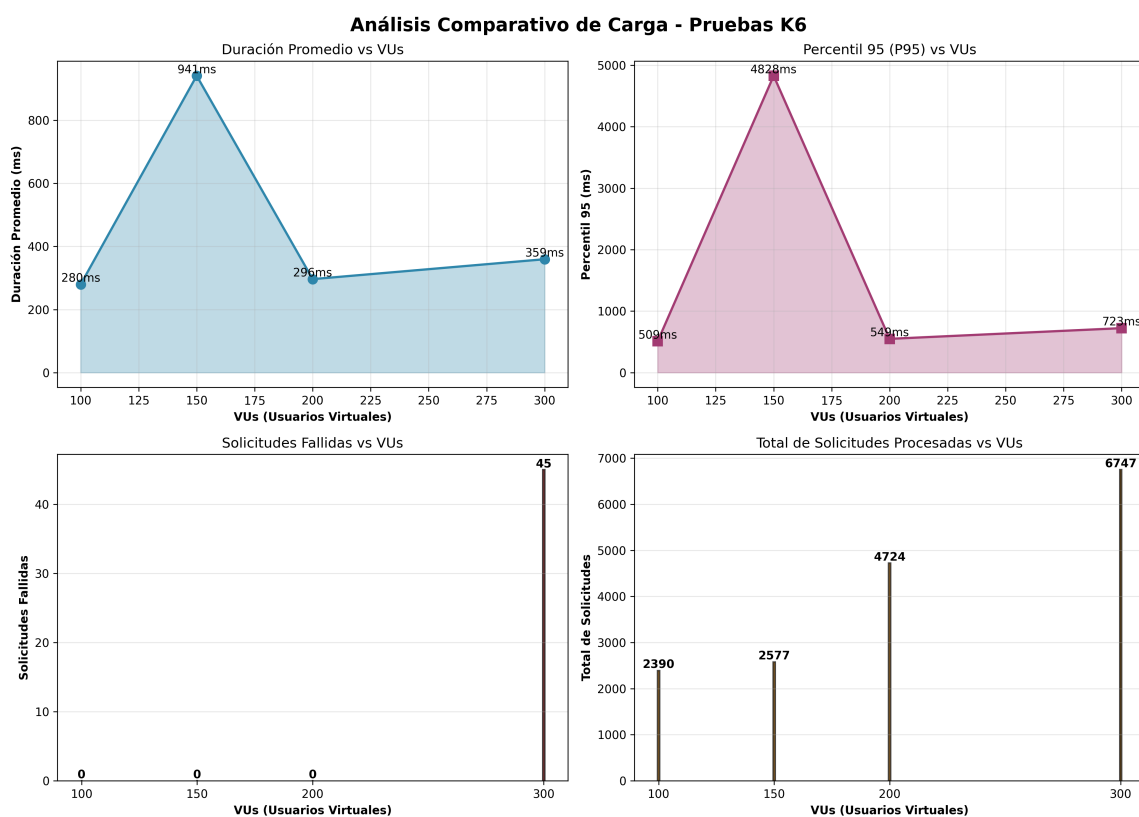 Análisis Comparativo de Carga - Pruebas K6
Duración Promedio vs VUs
Duración Promedio (ms)
800
600
400
200
0
941ms
280ms
296ms
359ms
100 125 150 175 200 225 250 275 300
VUs (Usuarios Virtuales)
Percentil 95 (P95) vs VUs
Percentil 95 (ms)
5000
4000
3000
2000
1000
0
4828ms
509ms
549ms
723ms
100 125 150 175 200 225 250 275 300
VUs (Usuarios Virtuales)
Solicitudes Fallidas vs VUs
Solicitudes Fallidas
40
30
20
10
0
45
0 0 0
100 150 200 300
VUs (Usuarios Virtuales)
Total de Solicitudes Procesadas vs VUs
Total de Solicitudes
7000
6000
5000
4000
3000
2000
1000
0
6747
4724
2577
2390
100 150 200 300
VUs (Usuarios Virtuales)